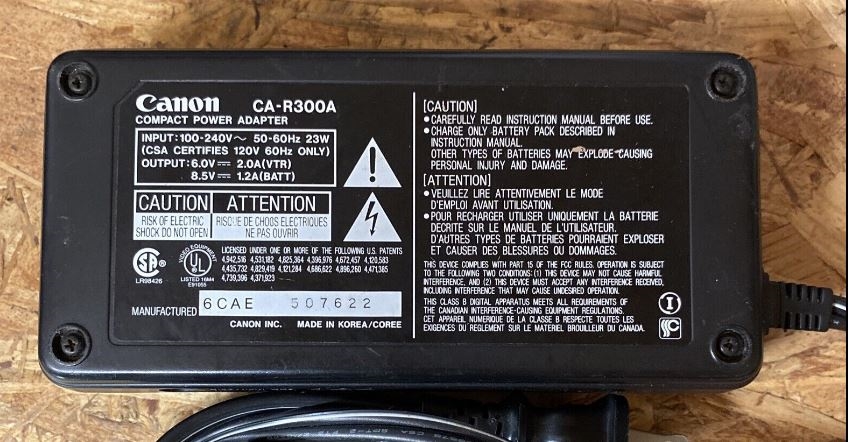 Canon CA-R300A
COMPACT POWER ADAPTER
INPUT:100-240V～ 50-60Hz 23W
(CSA CERTIFIES 120V 60Hz ONLY)
OUTPUT:6.0V⎓ 2.0A(VTR)
8.5V⎓ 1.2A(BATT)
CAUTION
RISK OF ELECTRIC
SHOCK DO NOT OPEN
ATTENTION
RISQUE DE CHOOS ELECTRIQUES
NE PAS OUVRIR
SA
LR98426
VIDEO EQUIPMENT
UL
LISTED 16M4
E91055
LICENSED UNDER ONE OR MORE OF THE FOLLOWING U.S. PATENTS
4,942,516 4,531,182 4,825,364 4,396,976 4,672,457 4,120,583
4,435,732 4,829,419 4,121,284 4,686,622 4,896,260 4,471,385
4,739,396 4,371,923
MANUFACTURED 6CAE 507622
CANON INC. MADE IN KOREA/COREE
[CAUTION]
●CAREFULLY READ INSTRUCTION MANUAL BEFORE USE.
●CHARGE ONLY BATTERY PACK DESCRIBED IN
INSTRUCTION MANUAL.
OTHER TYPES OF BATTERIES MAY EXPLODE CAUSING
PERSONAL INJURY AND DAMAGE.
[ATTENTION]
●VEUILLEZ LIRE ATTENTIVEMENT LE MODE
D'EMPLOI AVANT UTILISATION.
●POUR RECHARGER UTILISER UNIQUEMENT LA BATTERIE
DECRITE SUR LE MANUEL DE L'UTILISATEUR.
D'AUTRES TYPES DE BATTERIES POURRAIENT EXPLOSER
ET CAUSER DES BLESSURES OU DOMMAGES.
THIS DEVICE COMPLIES WITH PART 15 OF THE FCC RULES. OPERATION IS SUBJECT
TO THE FOLLOWING TWO CONDITIONS: (1) THIS DEVICE MAY NOT CAUSE HARMFUL
INTERFERENCE, AND (2) THIS DEVICE MUST ACCEPT ANY INTERFERENCE RECEIVED,
INCLUDING INTERFERENCE THAT MAY CAUSE UNDESIRED OPERATION.
THIS CLASS B DIGITAL APPARATUS MEETS ALL REQUIREMENTS OF
THE CANADIAN INTERFERENCE-CAUSING EQUIPMENT REGULATIONS.
CET APPAREIL NUMERIQUE DE LA CLASSE B RESPECTE TOUTES LES
EXIGENCES DU REGLEMENT SUR LE MATERIEL BROUILLEUR DU CANADA.